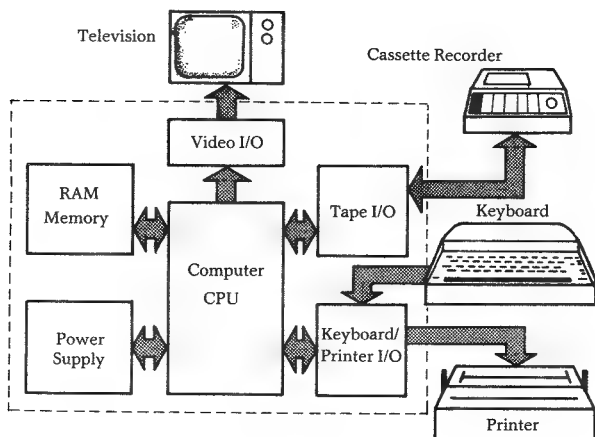 Television
Cassette Recorder
Video I/O
RAM
Memory
Tape I/O
Keyboard
Computer
CPU
Power
Supply
Keyboard/
Printer I/O
Printer